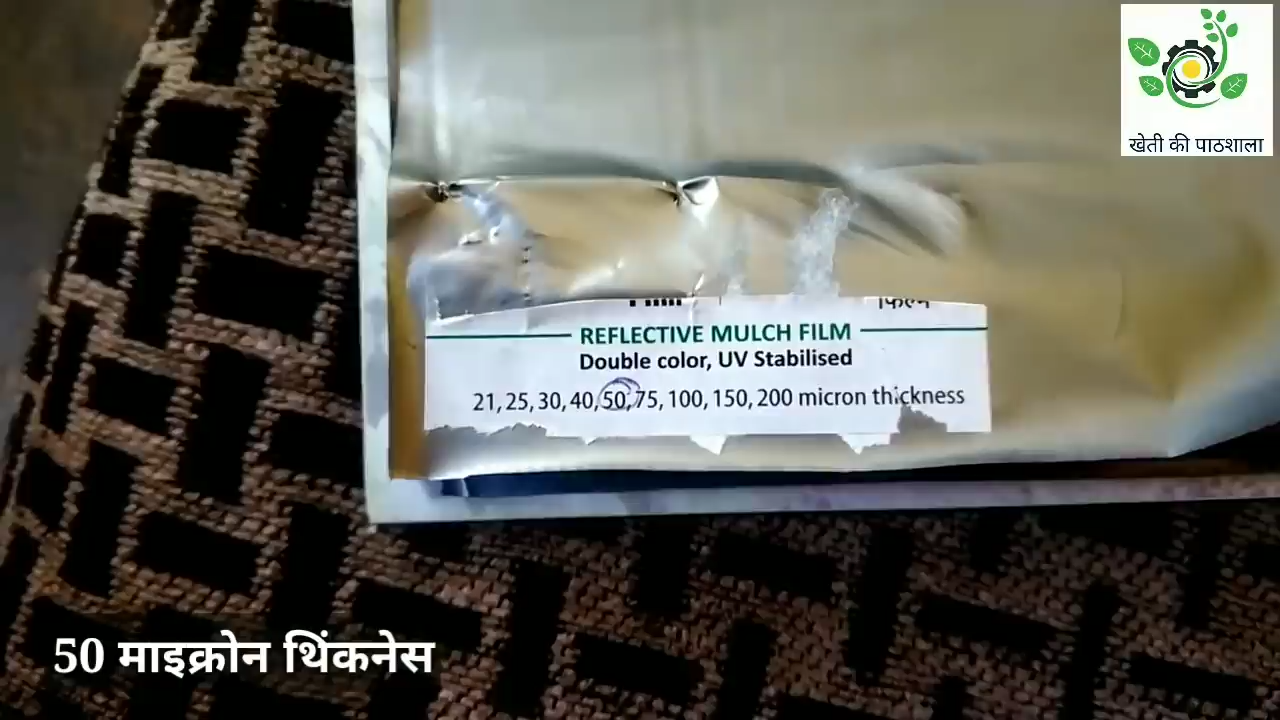 खेती की पाठशाला
REFLECTIVE MULCH FILM
Double color, UV Stabilised
21, 25, 30, 40, 50, 75, 100, 150, 200 micron thickness
50 माइक्रोन थिंकनेस